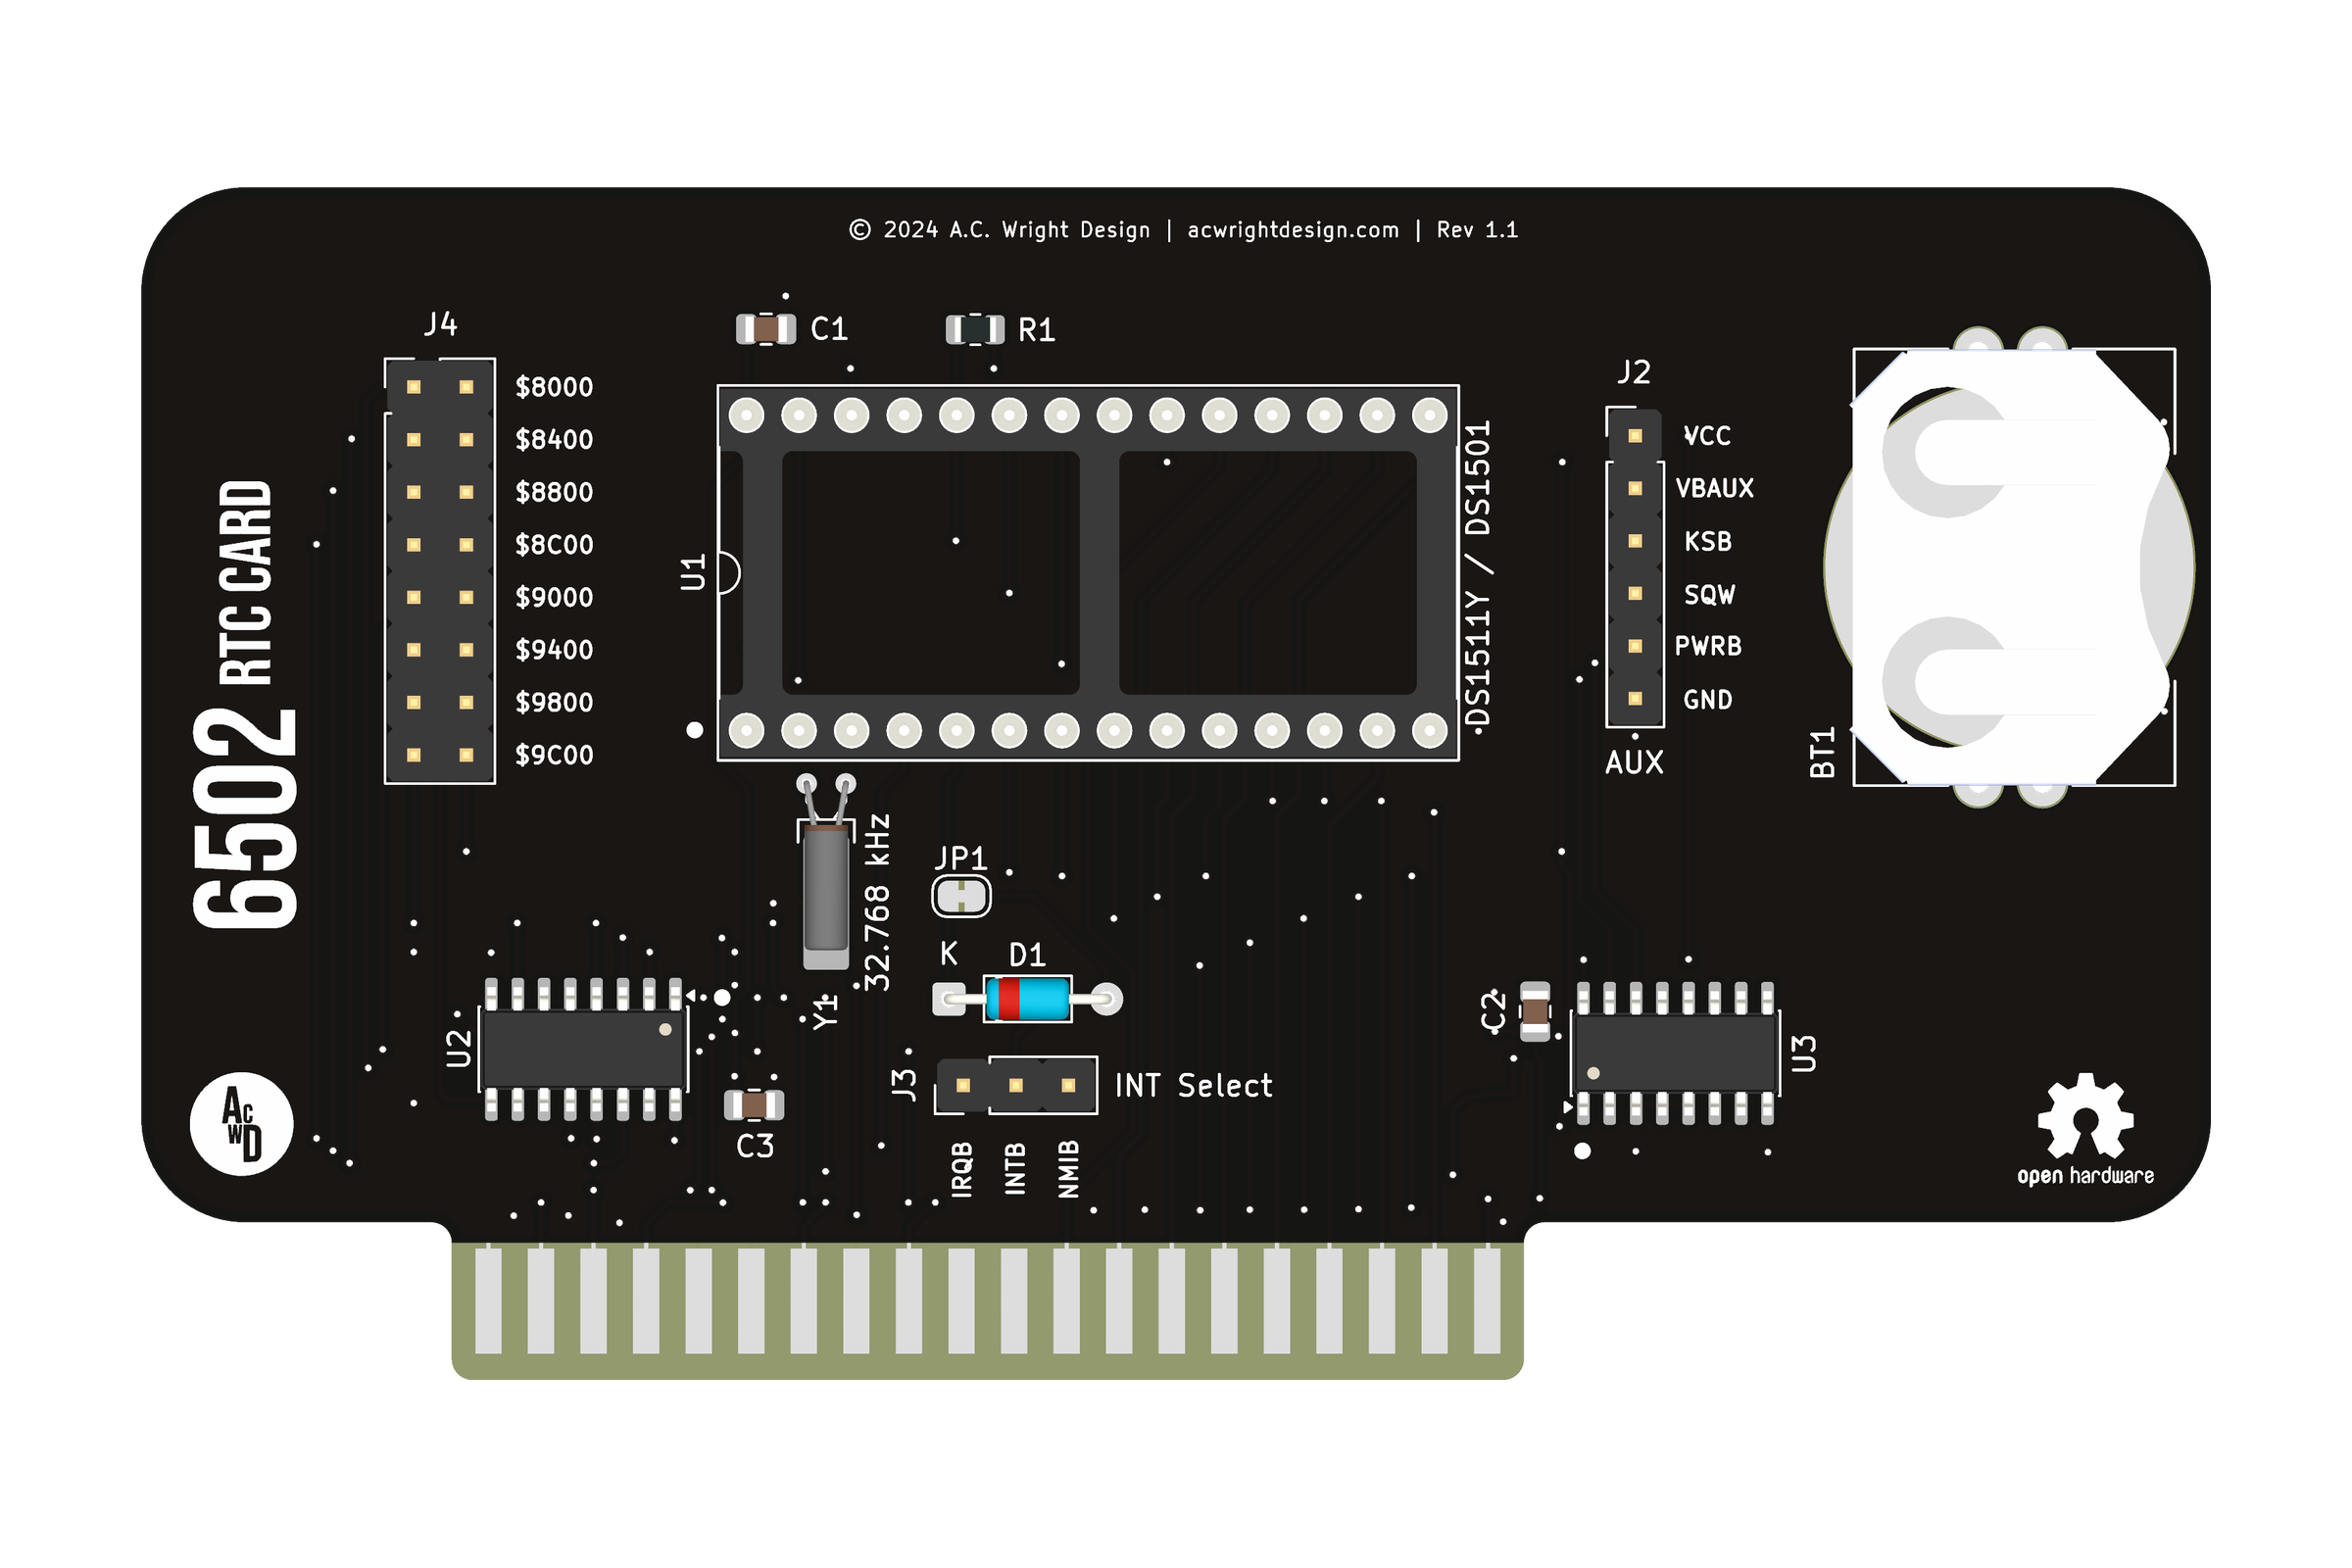 © 2024 A.C. Wright Design | acwrightdesign.com | Rev 1.1
6502 RTC CARD
J4
$8000
$8400
$8800
$8C00
$9000
$9400
$9800
$9C00
C1
R1
U1
DS1511Y / DS1501
J2
VCC
VBAUX
KSB
SQW
PWRB
GND
AUX
BT1
32.768 kHz
Y1
JP1
K
D1
U2
C3
J3
INT Select
IRQB
INTB
NMIB
C2
U3
ACWD
open hardware